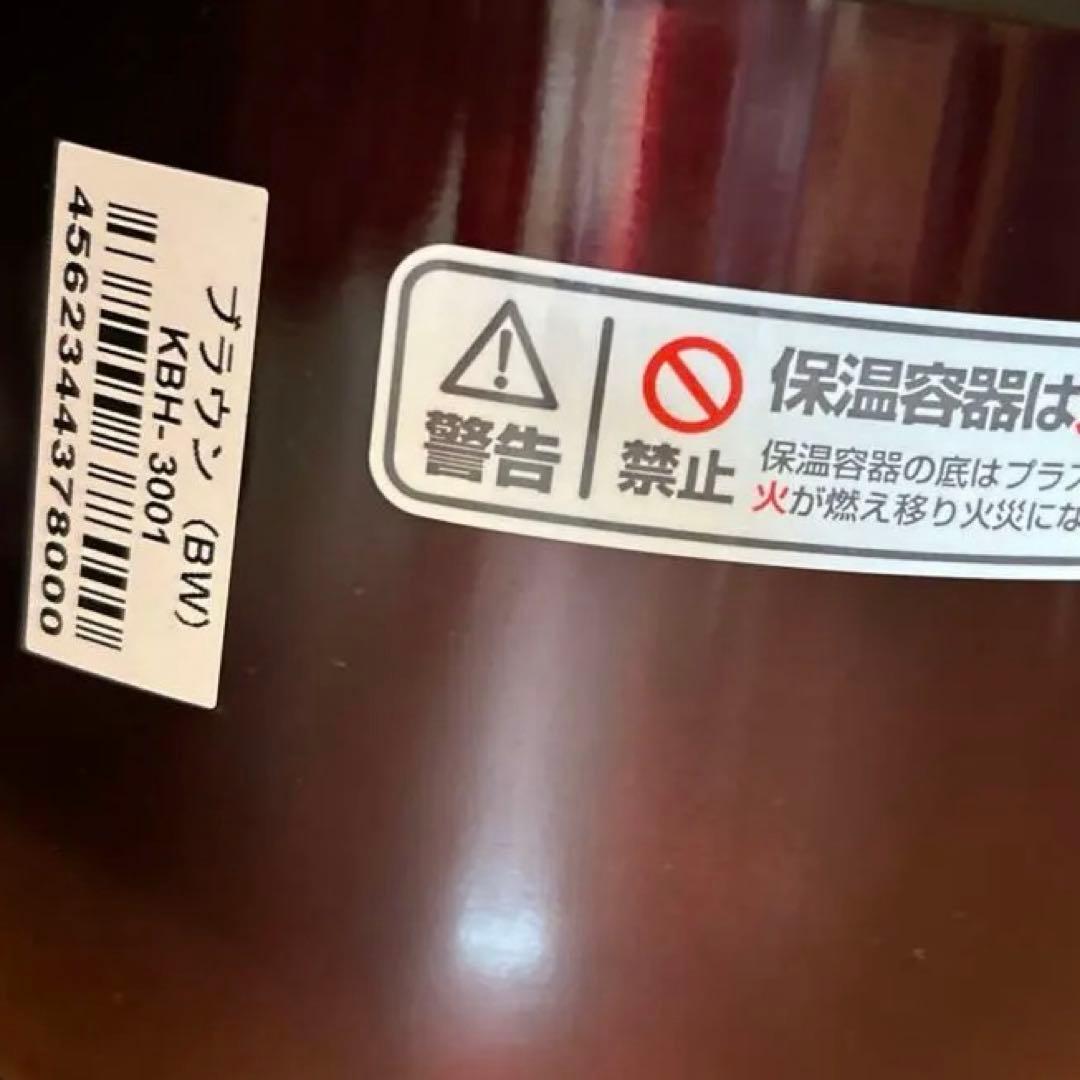 ブラウン (BW)
KBH-3001
4562344378000
警告
禁止
保温容器は
保温容器の底はプラ
火が燃え移り火災にな